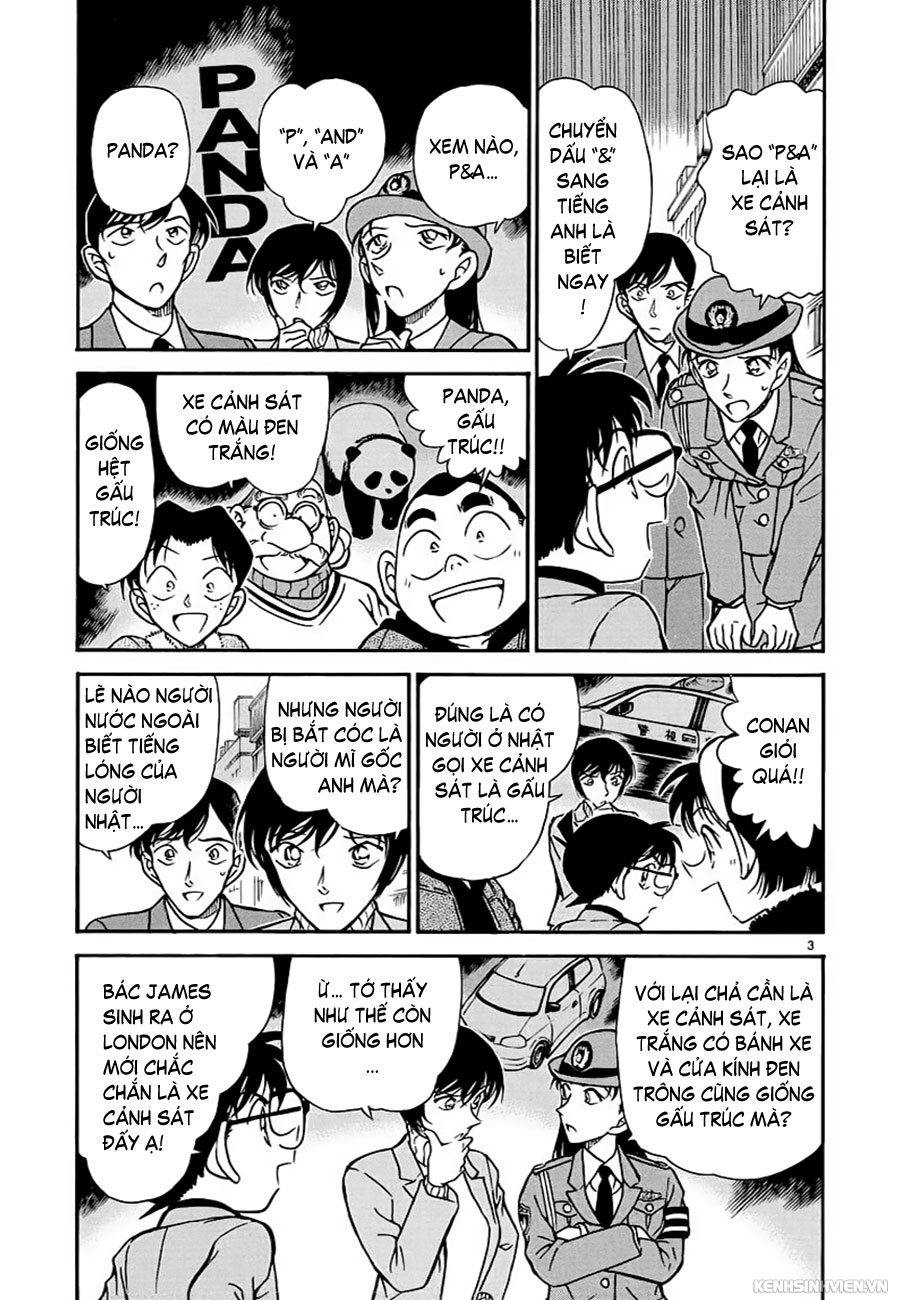 SAO "P&A"
LẠI LÀ
XE CẢNH
SÁT?
CHUYỂN
DẤU "&"
SANG
TIẾNG
ANH LÀ
BIẾT
NGAY
!
XEM NÀO,
P&A...
"P", "AND"
VÀ "A"
PANDA
PANDA?
PANDA,
GẤU
TRÚC!!
XE CẢNH SÁT
CÓ MÀU ĐEN
TRẮNG!
GIỐNG
HỆT
GẤU
TRÚC!
CONAN
GIỎI
QUÁ!!
ĐÚNG LÀ CÓ
NGƯỜI Ở NHẬT
GỌI XE CẢNH
SÁT LÀ GẤU
TRÚC...
警視
NHƯNG NGƯỜI
BỊ BẮT CÓC LÀ
NGƯỜI MĨ GỐC
ANH MÀ?
LẼ NÀO NGƯỜI
NƯỚC NGOÀI
BIẾT TIẾNG
LÓNG CỦA
NGƯỜI
NHẬT...
3
VỚI LẠI CHẢ CẦN LÀ
XE CẢNH SÁT, XE
TRẮNG CÓ BÁNH XE
VÀ CỬA KÍNH ĐEN
TRÔNG CŨNG GIỐNG
GẤU TRÚC MÀ?
Ừ... TỚ THẤY
NHƯ THẾ CÒN
GIỐNG HƠN
...
BÁC JAMES
SINH RA Ở
LONDON NÊN
MỚI CHẮC
CHẮN LÀ XE
CẢNH SÁT
ĐẤY Ạ!
KENHSINHVIEN.VN